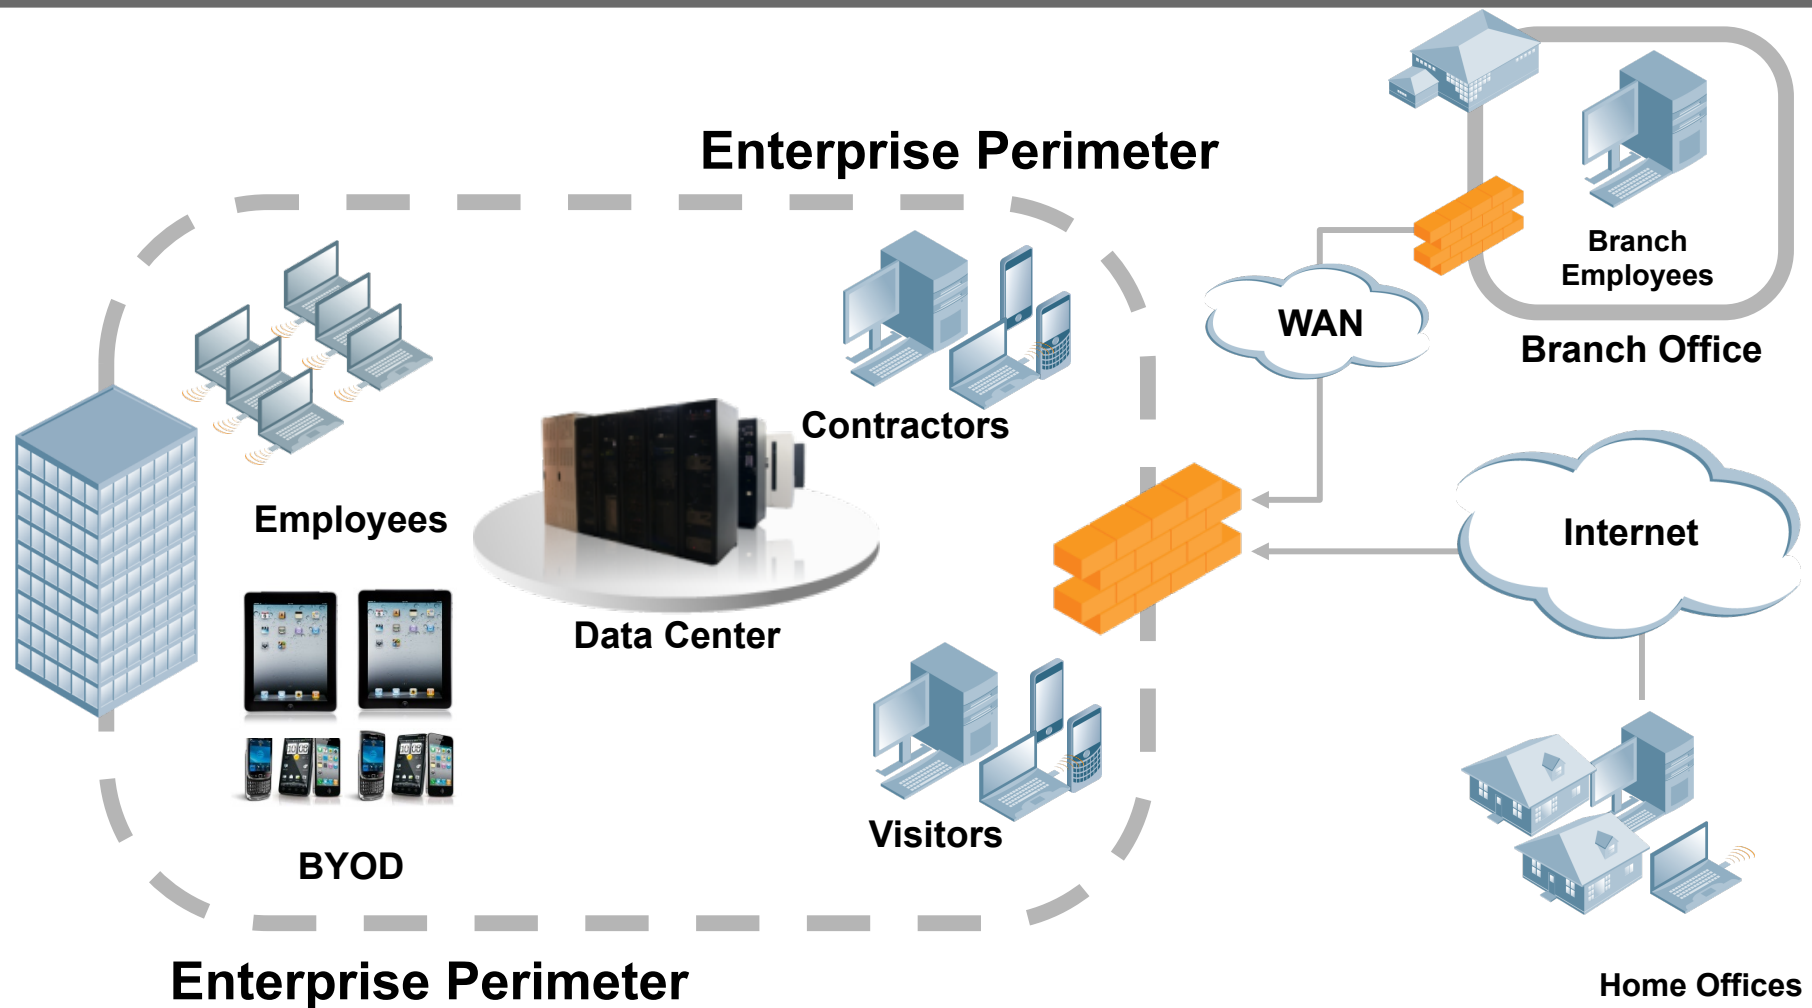 Enterprise Perimeter
Branch
Employees
WAN
Branch Office
Contractors
Employees
Internet
Data Center
Visitors
BYOD
Enterprise Perimeter
Home Offices